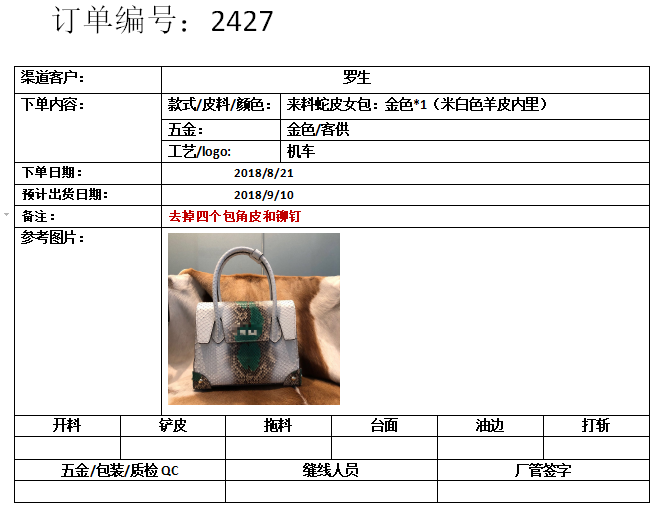 订单编号：2427
渠道客户： 罗生
下单内容： 款式/皮料/颜色： 来料蛇皮女包：金色*1（米白色羊皮内里）
五金： 金色/客供
工艺/logo: 机车
下单日期： 2018/8/21
预计出货日期： 2018/9/10
备注： 去掉四个包角皮和铆钉
参考图片：
开料 铲皮 拖料 台面 油边 打斩
五金/包装/质检 QC 缝线人员 厂管签字